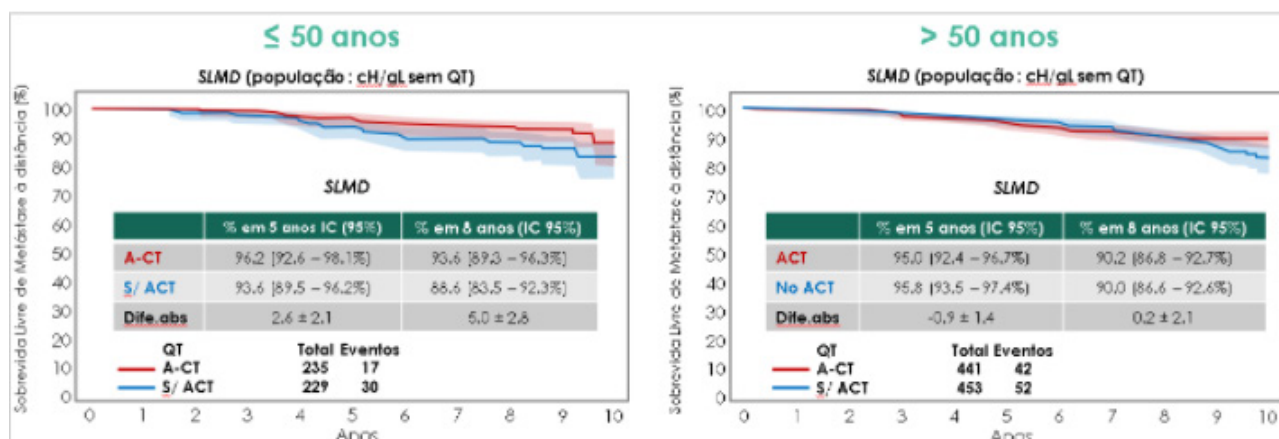 ≤ 50 anos
SLMD (população : cH/gL sem QT)
Sobrevida Livre de Metástase à distância (%)
100
90
80
70
60
50
40
30
20
10
0
SLMD
% em 5 anos IC (95%) % em 8 anos (IC 95%)
A-CT 96.2 (92.6 – 98.1%) 93.6 (89.3 – 96.3%)
S/ ACT 93.6 (89.5 – 96.2%) 88.6 (83.5 – 92.3%)
Dife.abs 2.6 ± 2.1 5.0 ± 2.8
QT Total Eventos
A-CT 235 17
S/ ACT 229 30
0 1 2 3 4 5 6 7 8 9 10
Anos
> 50 anos
SLMD (população : cH/gL sem QT)
Sobrevida Livre de Metástase à distância (%)
100
90
80
70
60
50
40
30
20
10
0
SLMD
% em 5 anos (IC 95%) % em 8 anos (IC 95%)
ACT 95.0 (92.4 – 96.7%) 90.2 (86.8 – 92.7%)
No ACT 95.8 (93.5 – 97.4%) 90.0 (86.6 – 92.6%)
Dife.abs -0.9 ± 1.4 0.2 ± 2.1
QT Total Eventos
A-CT 441 42
S/ ACT 453 52
0 1 2 3 4 5 6 7 8 9 10
Anos